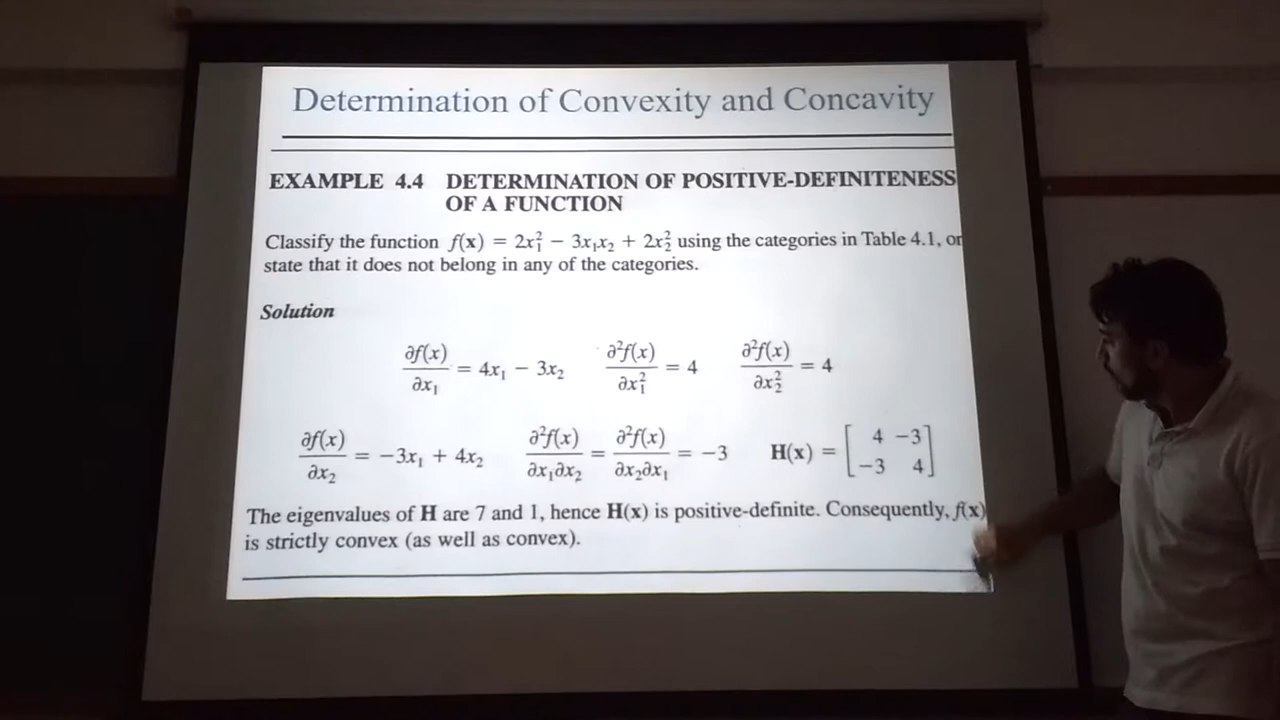 Determination of Convexity and Concavity
EXAMPLE 4.4 DETERMINATION OF POSITIVE-DEFINITENESS
OF A FUNCTION
Classify the function f(x) = 2x₁² − 3x₁x₂ + 2x₂² using the categories in Table 4.1, or
state that it does not belong in any of the categories.
Solution
∂f(x)/∂x₁ = 4x₁ − 3x₂ ∂²f(x)/∂x₁² = 4 ∂²f(x)/∂x₂² = 4
∂f(x)/∂x₂ = −3x₁ + 4x₂ ∂²f(x)/∂x₁∂x₂ = ∂²f(x)/∂x₂∂x₁ = −3 H(x) = [4 −3; −3 4]
The eigenvalues of H are 7 and 1, hence H(x) is positive-definite. Consequently, f(x)
is strictly convex (as well as convex).